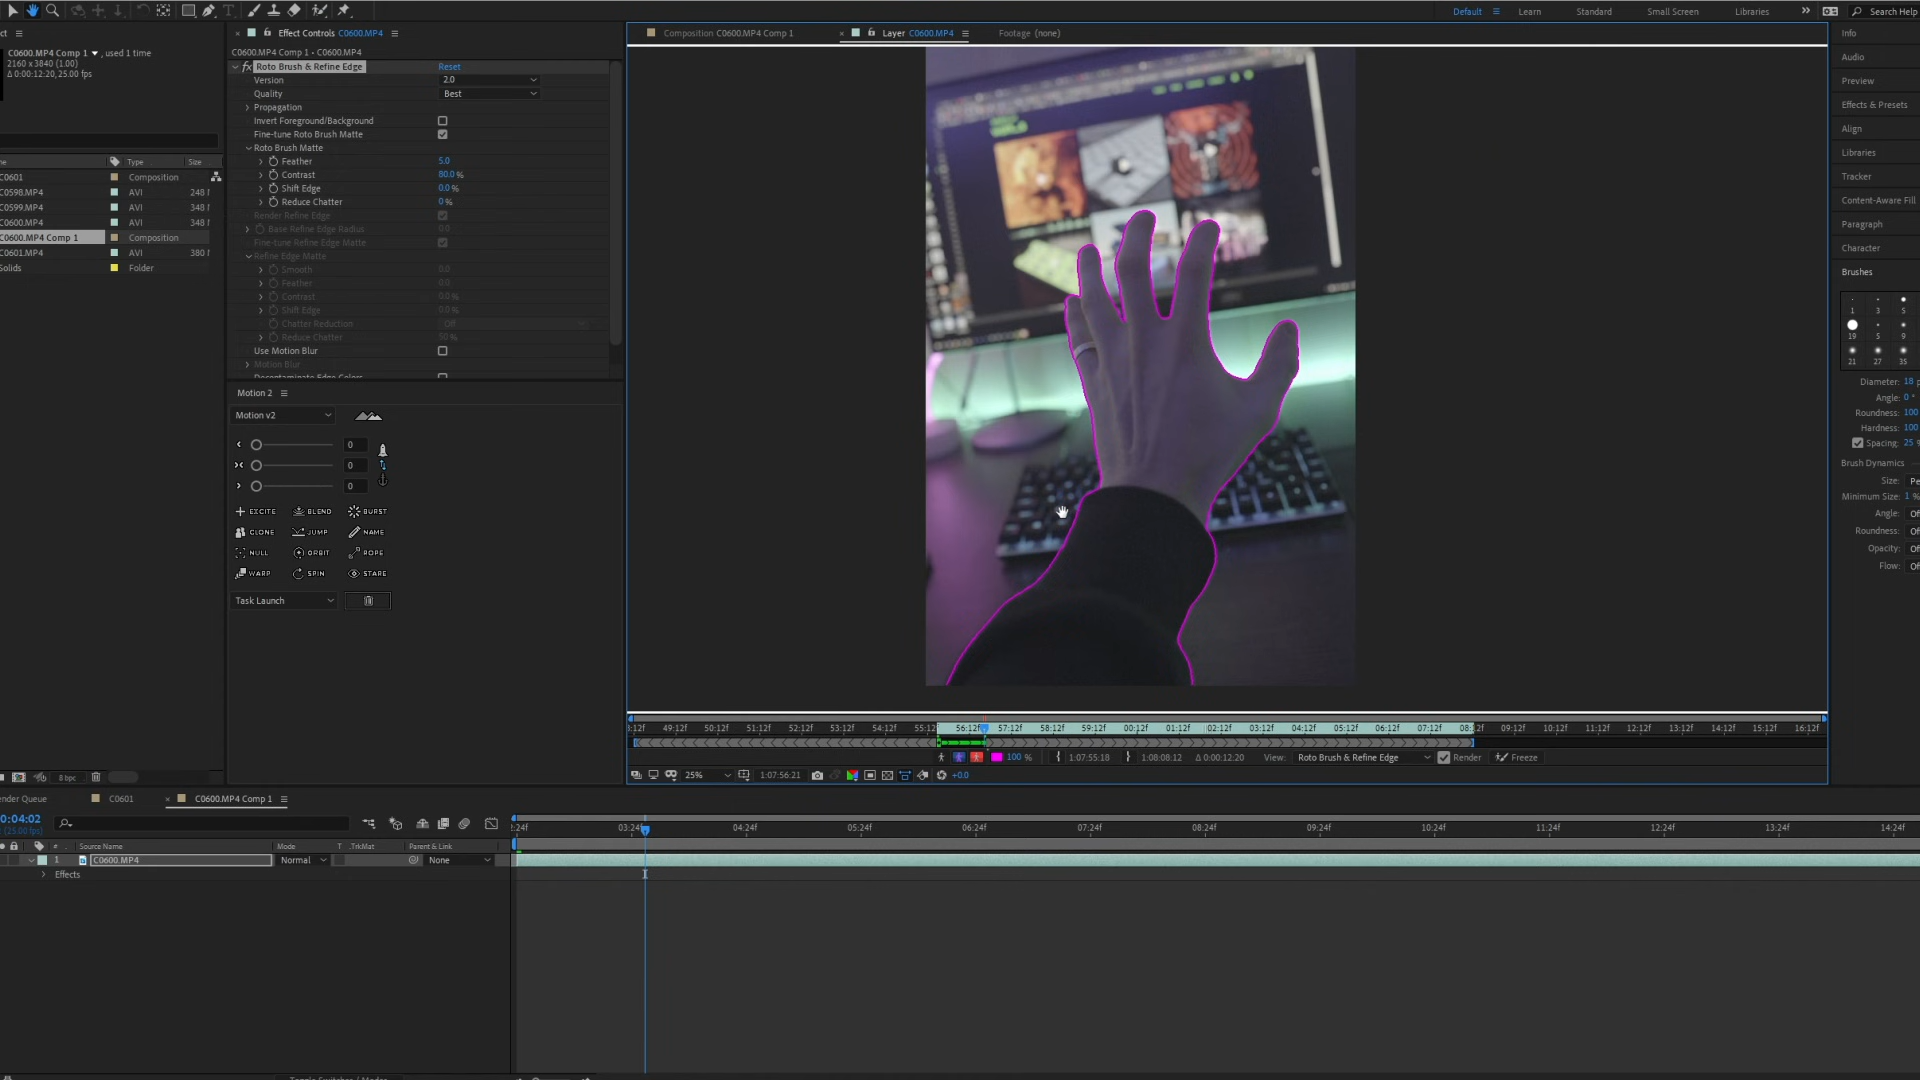 Default
Learn
Standard
Small Screen
Libraries
Search Help
Effect Controls C0600.MP4
Composition C0600.MP4 Comp 1
Layer C0600.MP4
Footage (none)
C0600.MP4 Comp 1 , used 1 time
2160 x 3840 (1.00)
Δ 0:00:12:20, 25.00 fps
C0600.MP4 Comp 1 • C0600.MP4
fx Roto Brush & Refine Edge Reset
Version 2.0
Quality Best
Propagation
Invert Foreground/Background
Fine-tune Roto Brush Matte
Roto Brush Matte
Feather 5.0
Contrast 80.0 %
Shift Edge 0.0 %
Reduce Chatter 0 %
Render Refine Edge
Base Refine Edge Radius 0.0
Fine-tune Refine Edge Matte
Refine Edge Matte
Smooth 0.0
Feather 0.0
Contrast 0.0 %
Shift Edge 0.0 %
Chatter Reduction Off
Reduce Chatter 50 %
Use Motion Blur
Motion Blur
Decontaminate Edge Colors
Type Size
C0601 Composition
C0598.MP4 AVI 248
C0599.MP4 AVI 348
C0600.MP4 AVI 348
C0600.MP4 Comp 1 Composition
C0601.MP4 AVI 380
Solids Folder
Motion 2
Motion v2
0
0
0
EXCITE BLEND BURST
CLONE JUMP NAME
NULL ORBIT ROPE
WARP SPIN STARE
Task Launch
Info
Audio
Preview
Effects & Presets
Align
Libraries
Tracker
Content-Aware Fill
Paragraph
Character
Brushes
1 3 5
19 5 9
21 27 35
Diameter: 18
Angle: 0 °
Roundness: 100
Hardness: 100
Spacing: 25
Brush Dynamics
Size:
Minimum Size: 1 %
Angle:
Roundness:
Opacity:
Flow:
:12f 49:12f 50:12f 51:12f 52:12f 53:12f 54:12f 55:12f 56:12f 57:12f 58:12f 59:12f 00:12f 01:12f 02:12f 03:12f 04:12f 05:12f 06:12f 07:12f 08:12f 09:12f 10:12f 11:12f 12:12f 13:12f 14:12f 15:12f 16:12f
100 % 1:07:55:18 1:08:08:12 Δ 0:00:12:20 View: Roto Brush & Refine Edge Render Freeze
8 bpc
25% 1:07:56:21 +0.0
nder Queue C0601 C0600.MP4 Comp 1
0:04:02
(25.00 fps)
:24f 03:24f 04:24f 05:24f 06:24f 07:24f 08:24f 09:24f 10:24f 11:24f 12:24f 13:24f 14:24f
# Source Name Mode T .TrkMat Parent & Link
1 C0600.MP4 Normal None
Effects